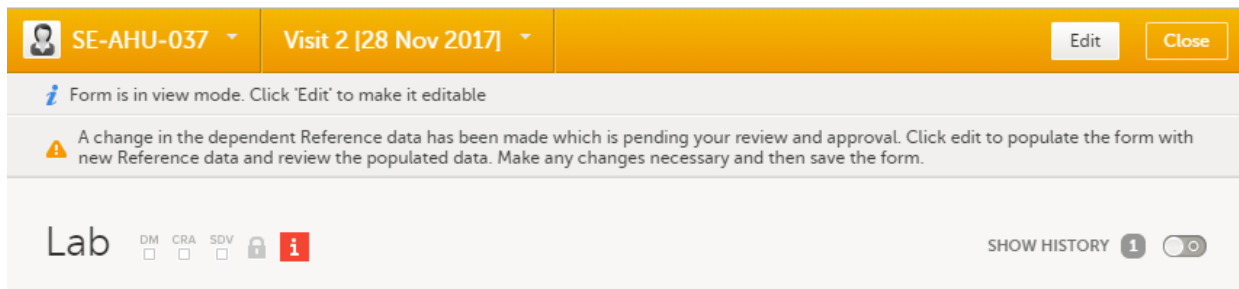 SE-AHU-037 Visit 2 [28 Nov 2017] Edit Close
i Form is in view mode. Click 'Edit' to make it editable
A change in the dependent Reference data has been made which is pending your review and approval. Click edit to populate the form with
new Reference data and review the populated data. Make any changes necessary and then save the form.
Lab DM CRA SDV i SHOW HISTORY 1